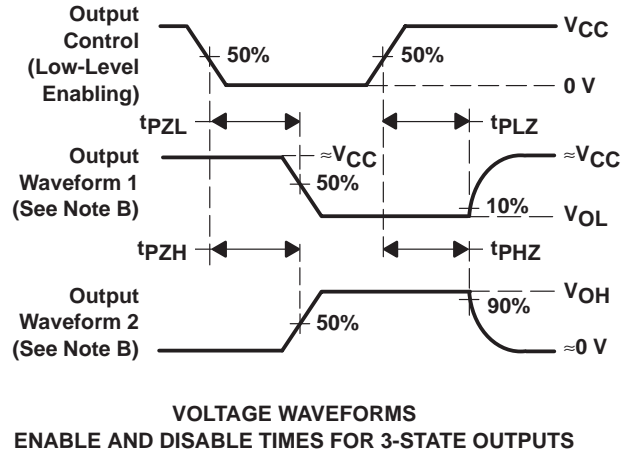 Output
Control
(Low-Level
Enabling)
50%
50%
VCC
0 V
tPZL
tPLZ
Output
Waveform 1
(See Note B)
≈VCC
50%
≈VCC
10%
VOL
tPZH
tPHZ
Output
Waveform 2
(See Note B)
50%
VOH
90%
≈0 V
VOLTAGE WAVEFORMS
ENABLE AND DISABLE TIMES FOR 3-STATE OUTPUTS